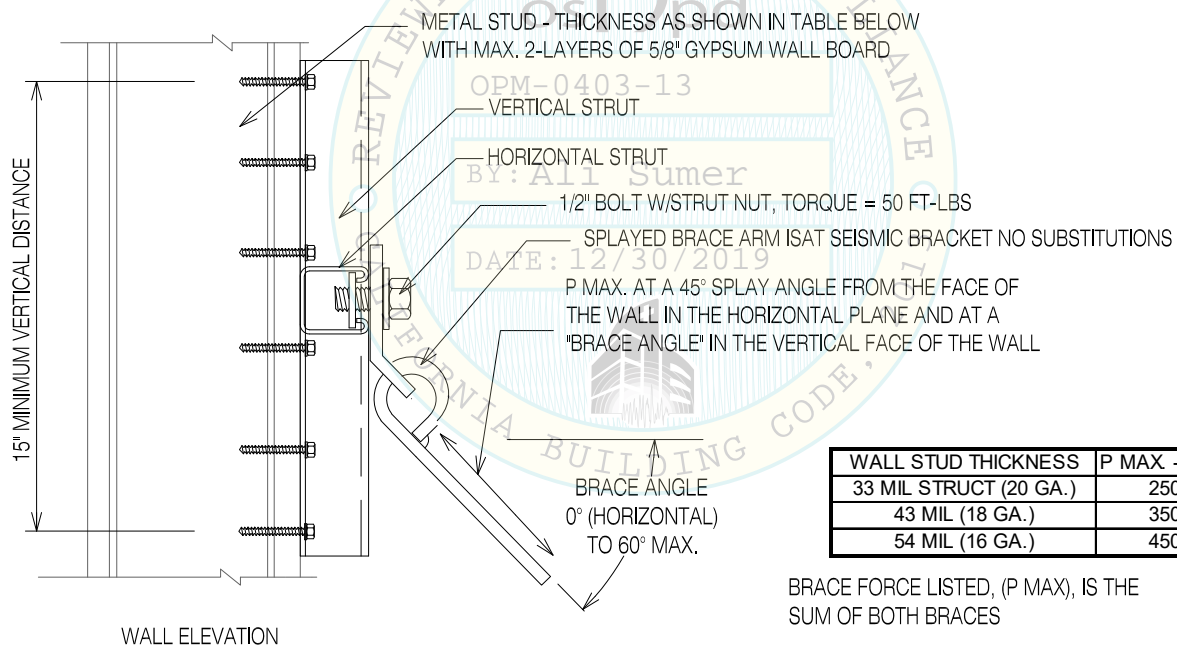 METAL STUD - THICKNESS AS SHOWN IN TABLE BELOW
WITH MAX. 2-LAYERS OF 5/8" GYPSUM WALL BOARD
OPM-0403-13
VERTICAL STRUT
HORIZONTAL STRUT
BY: Ali Sumer
1/2" BOLT W/STRUT NUT, TORQUE = 50 FT-LBS
SPLAYED BRACE ARM ISAT SEISMIC BRACKET NO SUBSTITUTIONS
DATE: 12/30/2019
P MAX. AT A 45° SPLAY ANGLE FROM THE FACE OF
THE WALL IN THE HORIZONTAL PLANE AND AT A
"BRACE ANGLE" IN THE VERTICAL FACE OF THE WALL
15" MINIMUM VERTICAL DISTANCE
BUILDING CODE,
BRACE ANGLE
0° (HORIZONTAL)
TO 60° MAX.
WALL STUD THICKNESS P MAX. -
33 MIL STRUCT (20 GA.) 250
43 MIL (18 GA.) 350
54 MIL (16 GA.) 450
BRACE FORCE LISTED, (P MAX), IS THE
SUM OF BOTH BRACES
WALL ELEVATION